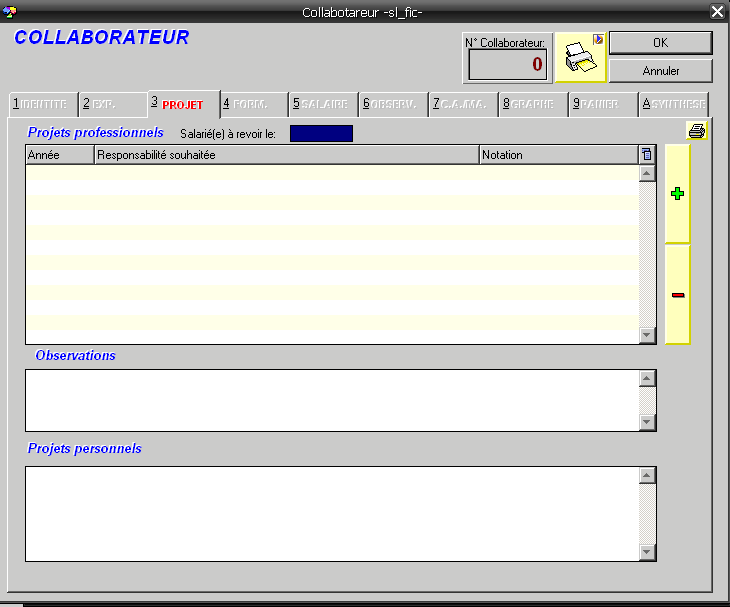 Collabotareur -sl_fic-
COLLABORATEUR
N° Collaborateur:
0
OK
Annuler
1 IDENTITE 2 EXP. 3 PROJET 4 FORM. 5 SALAIRE 6 OBSERV. 7 C.A./MA. 8 GRAPHE 9 PANIER A SYNTHESE
Projets professionnels Salarié(e) à revoir le:
Année Responsabilité souhaitée Notation
Observations
Projets personnels